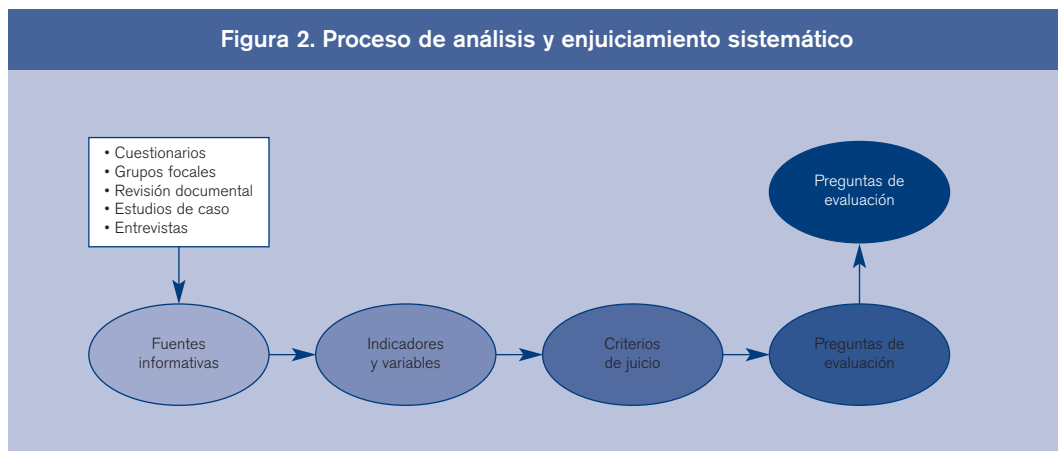 Figura 2. Proceso de análisis y enjuiciamiento sistemático
• Cuestionarios
• Grupos focales
• Revisión documental
• Estudios de caso
• Entrevistas
Preguntas de
evaluación
Fuentes
informativas
Indicadores
y variables
Criterios
de juicio
Preguntas de
evaluación